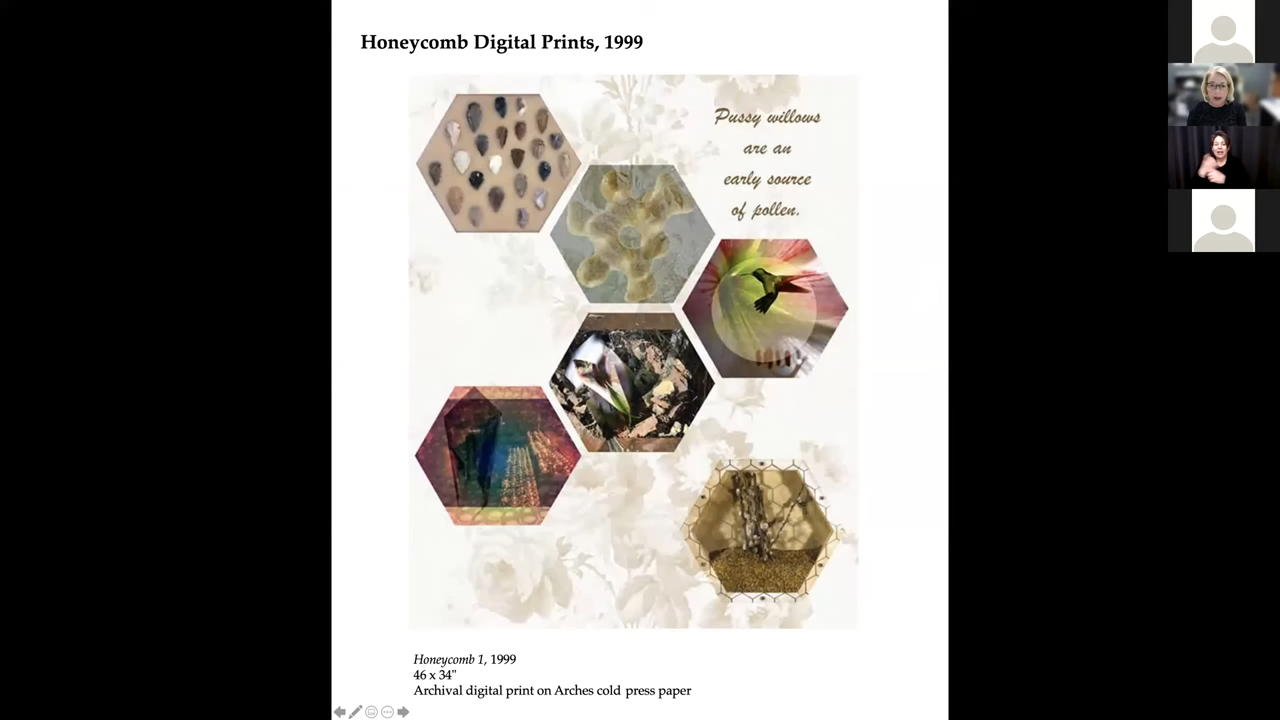 Honeycomb Digital Prints, 1999
Pussy willows
are an
early source
of pollen.
Honeycomb 1, 1999
46 x 34"
Archival digital print on Arches cold press paper